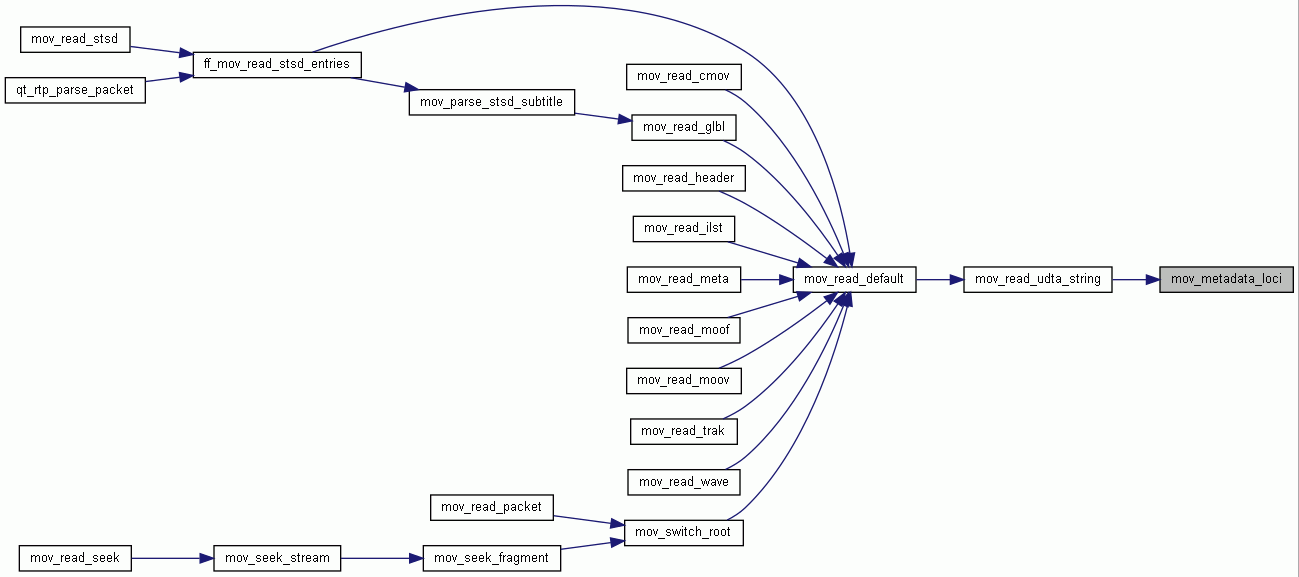 mov_read_stsd
ff_mov_read_stsd_entries
mov_read_cmov
qt_rtp_parse_packet
mov_parse_stsd_subtitle
mov_read_glbl
mov_read_header
mov_read_ilst
mov_read_meta
mov_read_default
mov_read_udta_string
mov_metadata_loci
mov_read_moof
mov_read_moov
mov_read_trak
mov_read_wave
mov_read_packet
mov_switch_root
mov_read_seek
mov_seek_stream
mov_seek_fragment